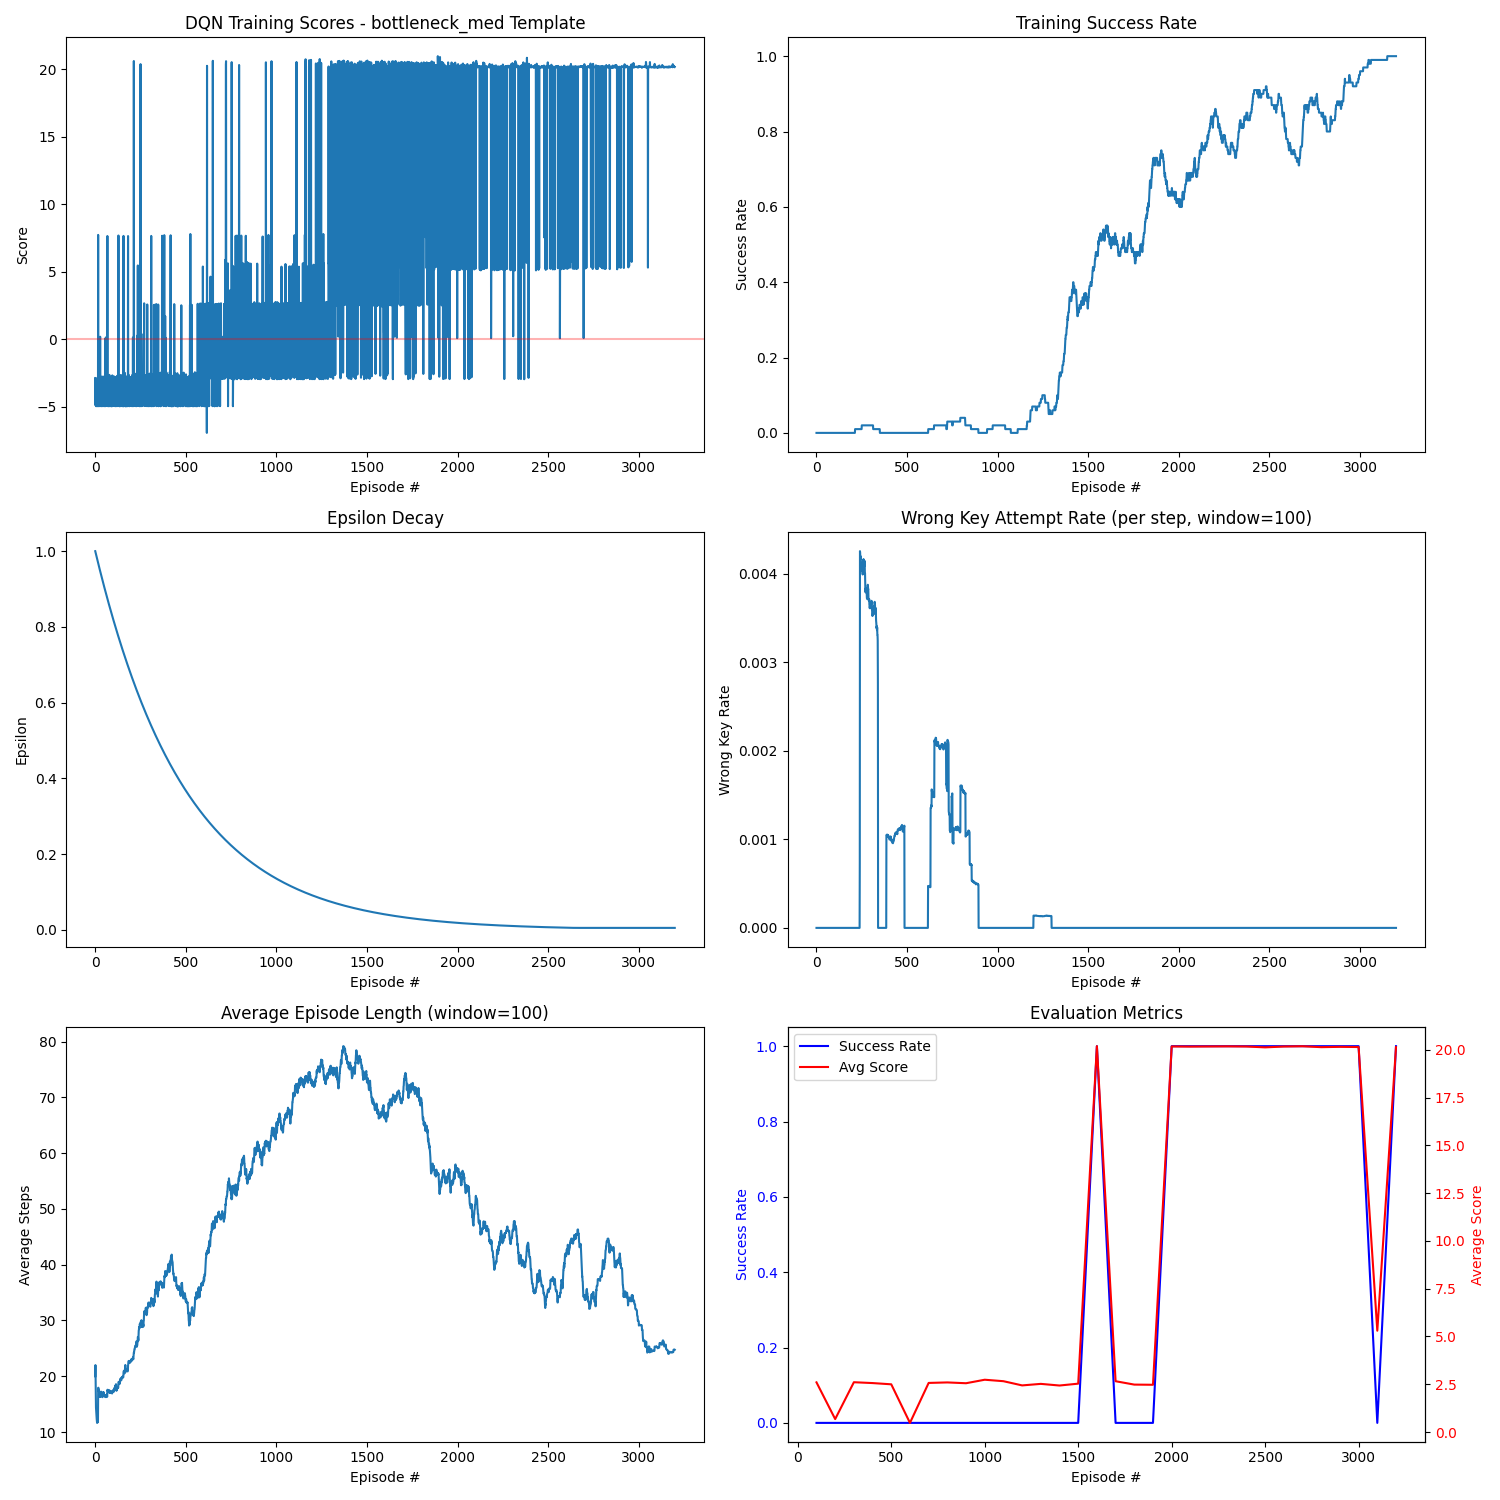 DQN Training Scores - bottleneck_med Template
Score
20
15
10
5
0
−5
0 500 1000 1500 2000 2500 3000
Episode #
Training Success Rate
Success Rate
1.0
0.8
0.6
0.4
0.2
0.0
0 500 1000 1500 2000 2500 3000
Episode #
Epsilon Decay
Epsilon
1.0
0.8
0.6
0.4
0.2
0.0
0 500 1000 1500 2000 2500 3000
Episode #
Wrong Key Attempt Rate (per step, window=100)
Wrong Key Rate
0.004
0.003
0.002
0.001
0.000
0 500 1000 1500 2000 2500 3000
Episode #
Average Episode Length (window=100)
Average Steps
80
70
60
50
40
30
20
10
0 500 1000 1500 2000 2500 3000
Episode #
Evaluation Metrics
Success Rate
Avg Score
Success Rate
1.0
0.8
0.6
0.4
0.2
0.0
20.0
17.5
15.0
12.5
10.0
7.5
5.0
2.5
0.0
Average Score
0 500 1000 1500 2000 2500 3000
Episode #